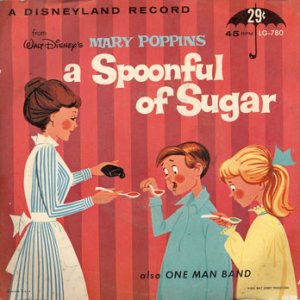 A DISNEYLAND RECORD
29¢
45 RPM LG-780
from
Walt Disney's MARY POPPINS
a Spoonful
of Sugar
also ONE MAN BAND